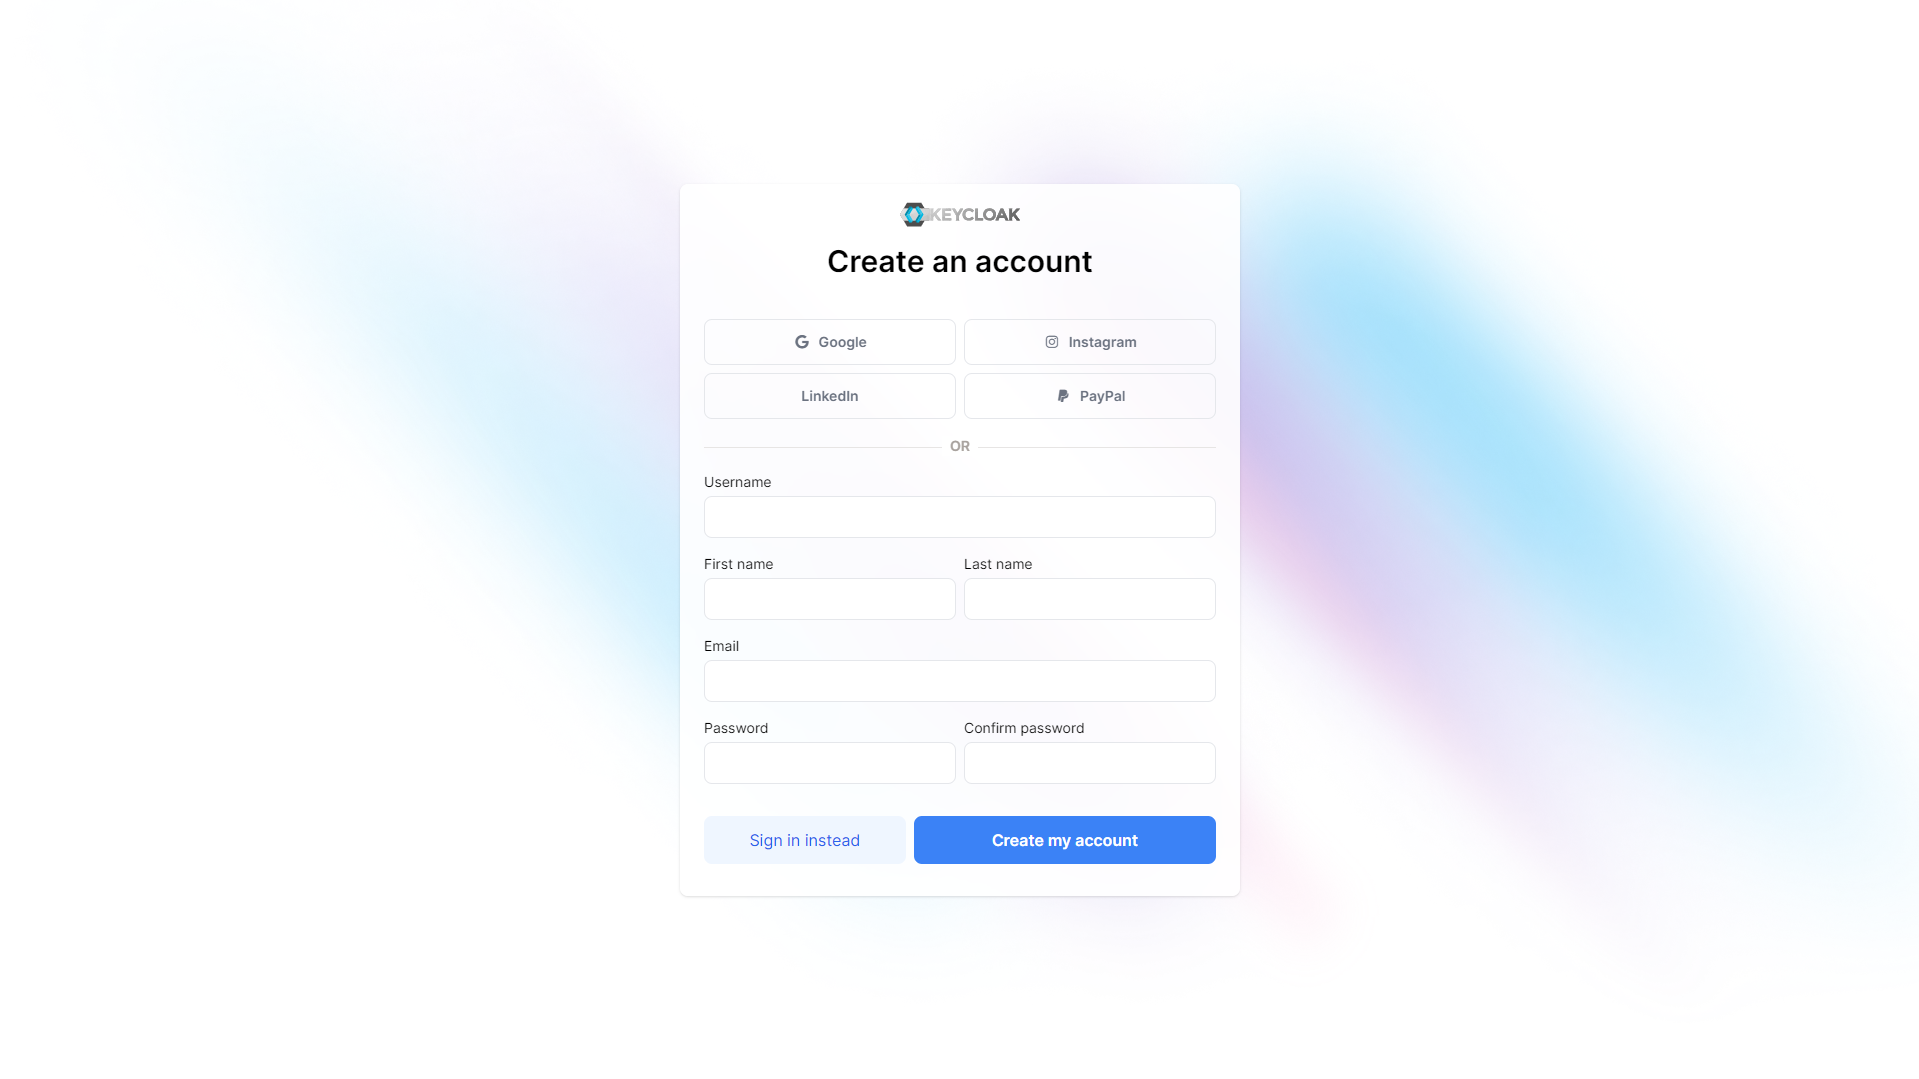 KEYCLOAK
Create an account
Google
Instagram
LinkedIn
PayPal
OR
Username
First name
Last name
Email
Password
Confirm password
Sign in instead
Create my account